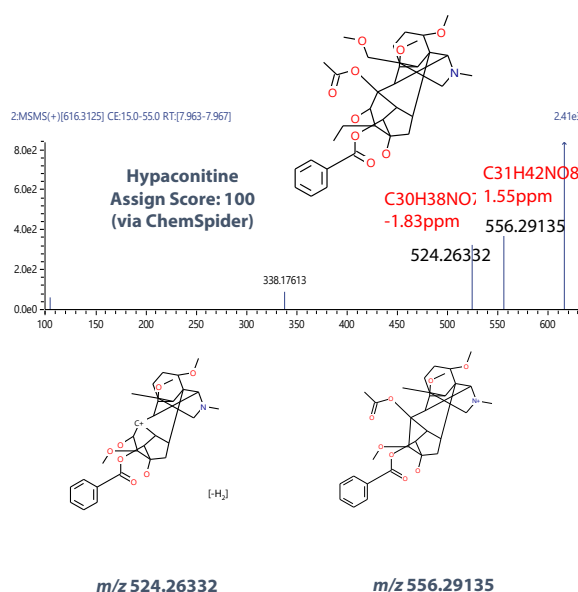 2:MSMS(+)[616.3125] CE:15.0-55.0 RT:[7.963-7.967]
2.41e3
8.0e2
6.0e2
4.0e2
2.0e2
0.0e0
Hypaconitine
Assign Score: 100
(via ChemSpider)
C30H38NO7
-1.83ppm
524.26332
C31H42NO8
1.55ppm
556.29135
338.17613
100 150 200 250 300 350 400 450 500 550 600
O O O N O O O O O O
O O N C+ O O O O O [-H2]
O O N+ O O O O O O
m/z 524.26332
m/z 556.29135